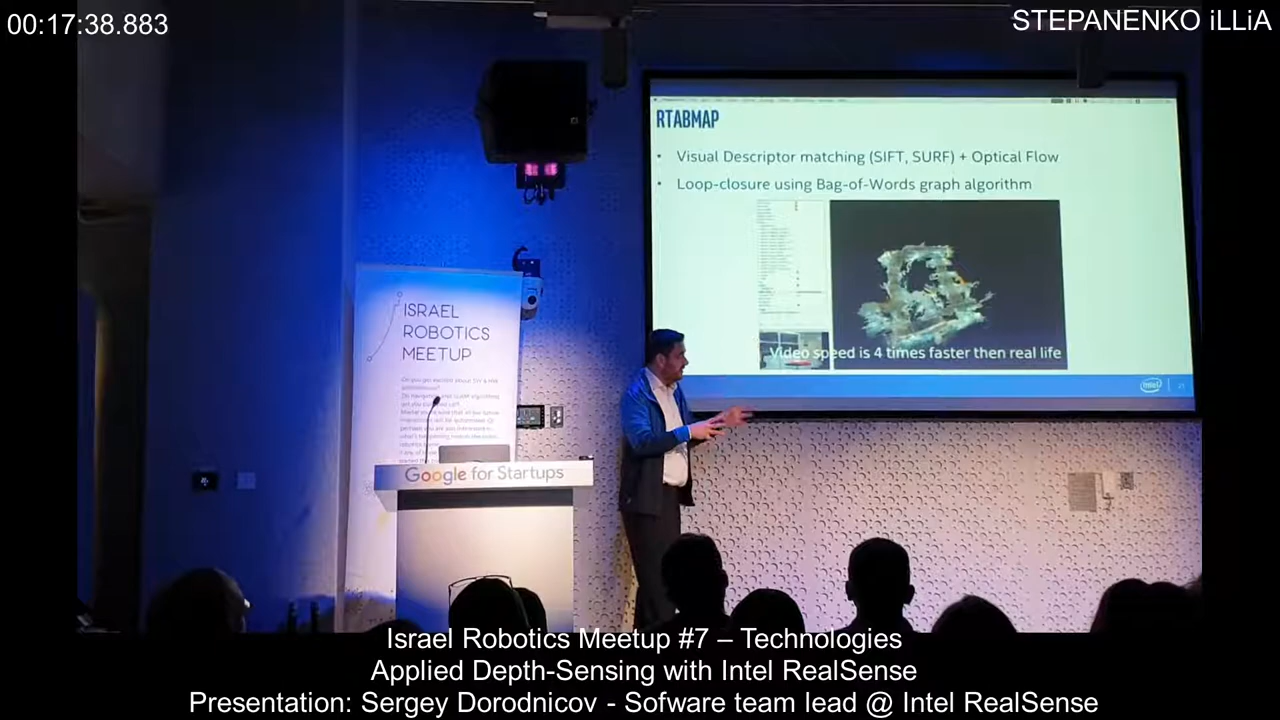 00:17:38.883
STEPANENKO iLLiA
RTABMAP
• Visual Descriptor matching (SIFT, SURF) + Optical Flow
• Loop-closure using Bag-of-Words graph algorithm
Video speed is 4 times faster then real life
intel
21
ISRAEL
ROBOTICS
MEETUP
Google for Startups
Israel Robotics Meetup #7 – Technologies
Applied Depth-Sensing with Intel RealSense
Presentation: Sergey Dorodnicov - Sofware team lead @ Intel RealSense